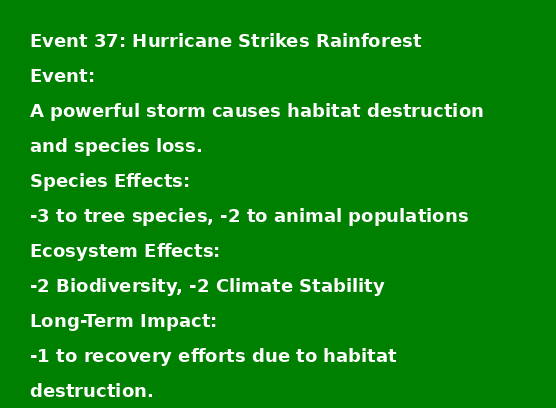 Event 37: Hurricane Strikes Rainforest
Event:
A powerful storm causes habitat destruction
and species loss.
Species Effects:
-3 to tree species, -2 to animal populations
Ecosystem Effects:
-2 Biodiversity, -2 Climate Stability
Long-Term Impact:
-1 to recovery efforts due to habitat
destruction.